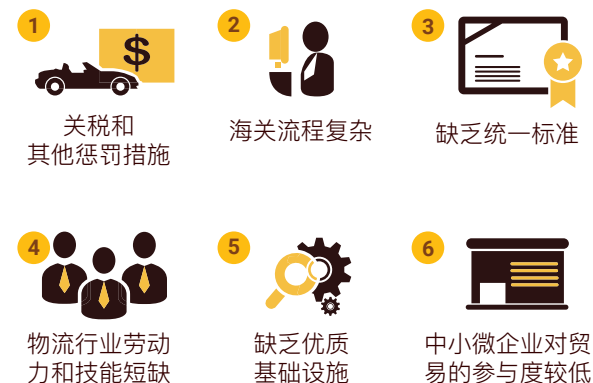 1
$
关税和
其他惩罚措施
2
海关流程复杂
3
缺乏统一标准
4
物流行业劳动
力和技能短缺
5
缺乏优质
基础设施
6
中小微企业对贸
易的参与度较低